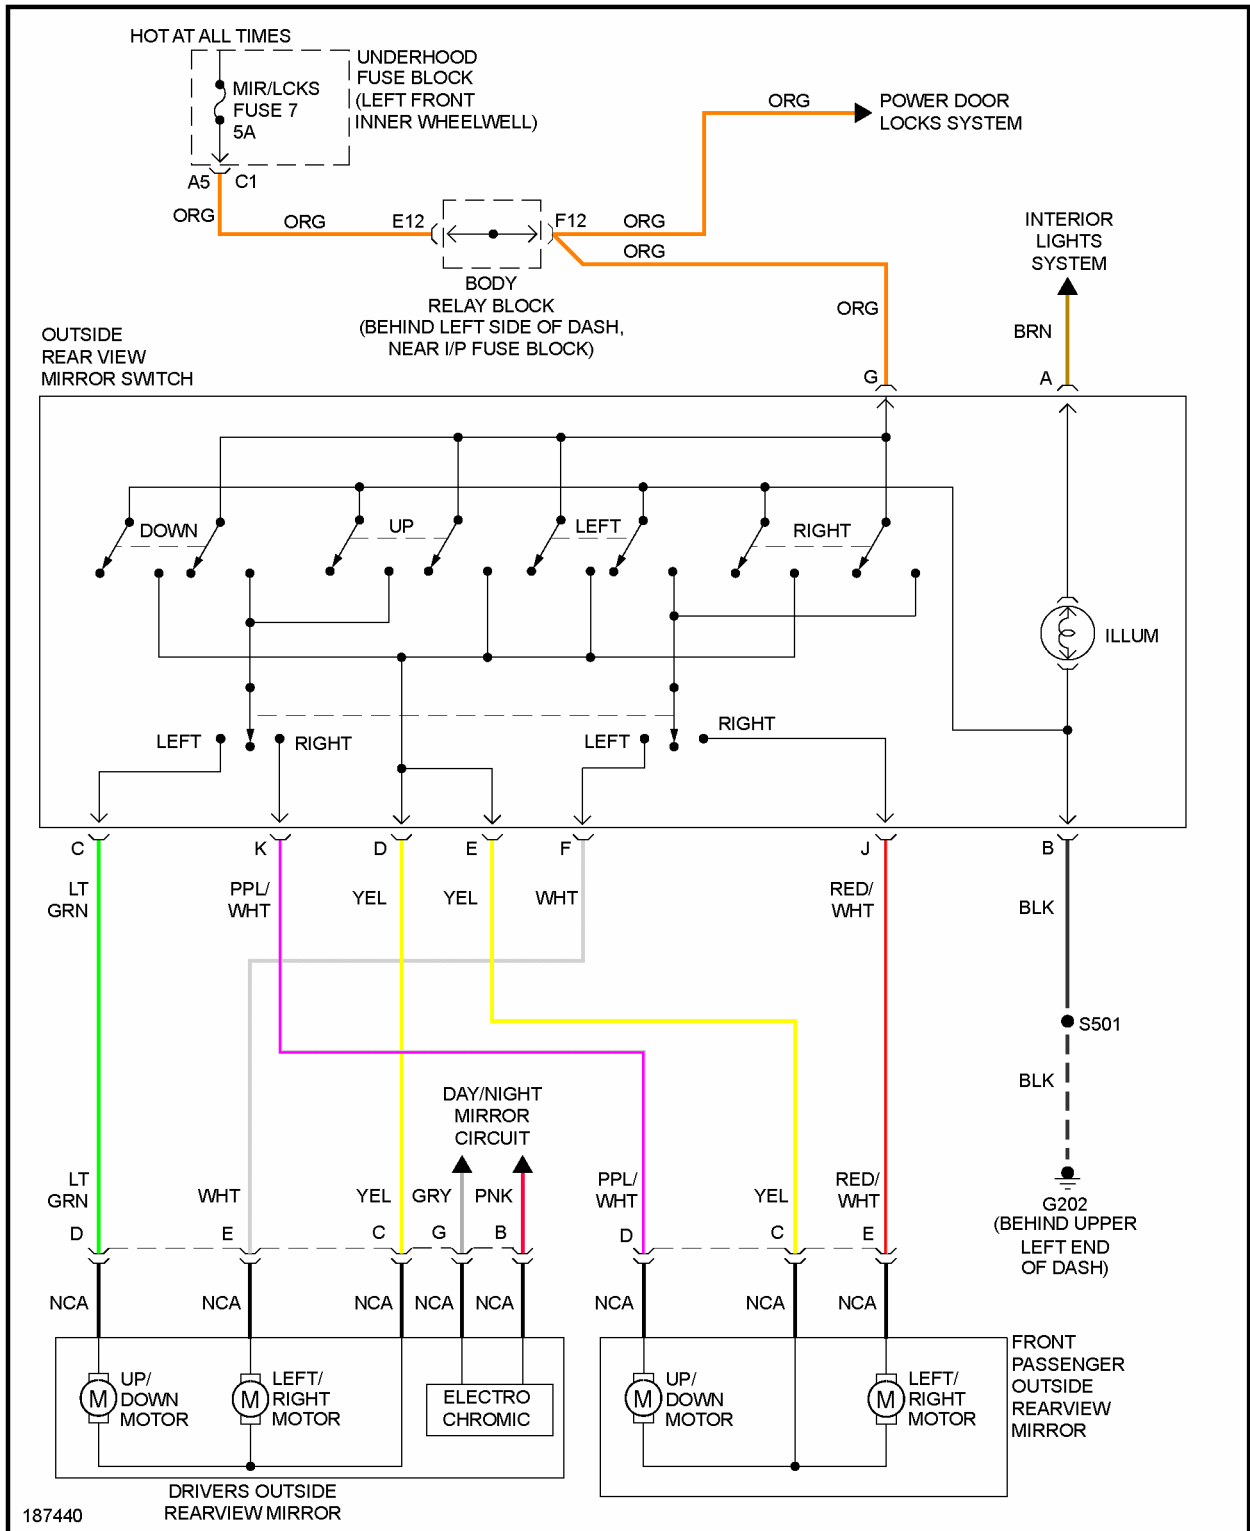 HOT AT ALL TIMES
MIR/LCKS
FUSE 7
5A
UNDERHOOD
FUSE BLOCK
(LEFT FRONT
INNER WHEELWELL)
A5
C1
ORG
ORG
E12
F12
ORG
ORG
ORG
POWER DOOR
LOCKS SYSTEM
BODY
RELAY BLOCK
(BEHIND LEFT SIDE OF DASH,
NEAR I/P FUSE BLOCK)
INTERIOR
LIGHTS
SYSTEM
ORG
BRN
G
A
OUTSIDE
REAR VIEW
MIRROR SWITCH
DOWN
UP
LEFT
RIGHT
ILLUM
LEFT
RIGHT
LEFT
RIGHT
C
K
D
E
F
J
B
LT
GRN
PPL/
WHT
YEL
YEL
WHT
RED/
WHT
BLK
S501
BLK
G202
(BEHIND UPPER
LEFT END
OF DASH)
DAY/NIGHT
MIRROR
CIRCUIT
LT
GRN
WHT
YEL
GRY
PNK
PPL/
WHT
YEL
RED/
WHT
D
E
C
G
B
D
C
E
NCA
NCA
NCA
NCA
NCA
NCA
NCA
NCA
M
UP/
DOWN
MOTOR
M
LEFT/
RIGHT
MOTOR
ELECTRO
CHROMIC
M
UP/
DOWN
MOTOR
M
LEFT/
RIGHT
MOTOR
FRONT
PASSENGER
OUTSIDE
REARVIEW
MIRROR
DRIVERS OUTSIDE
REARVIEW MIRROR
187440